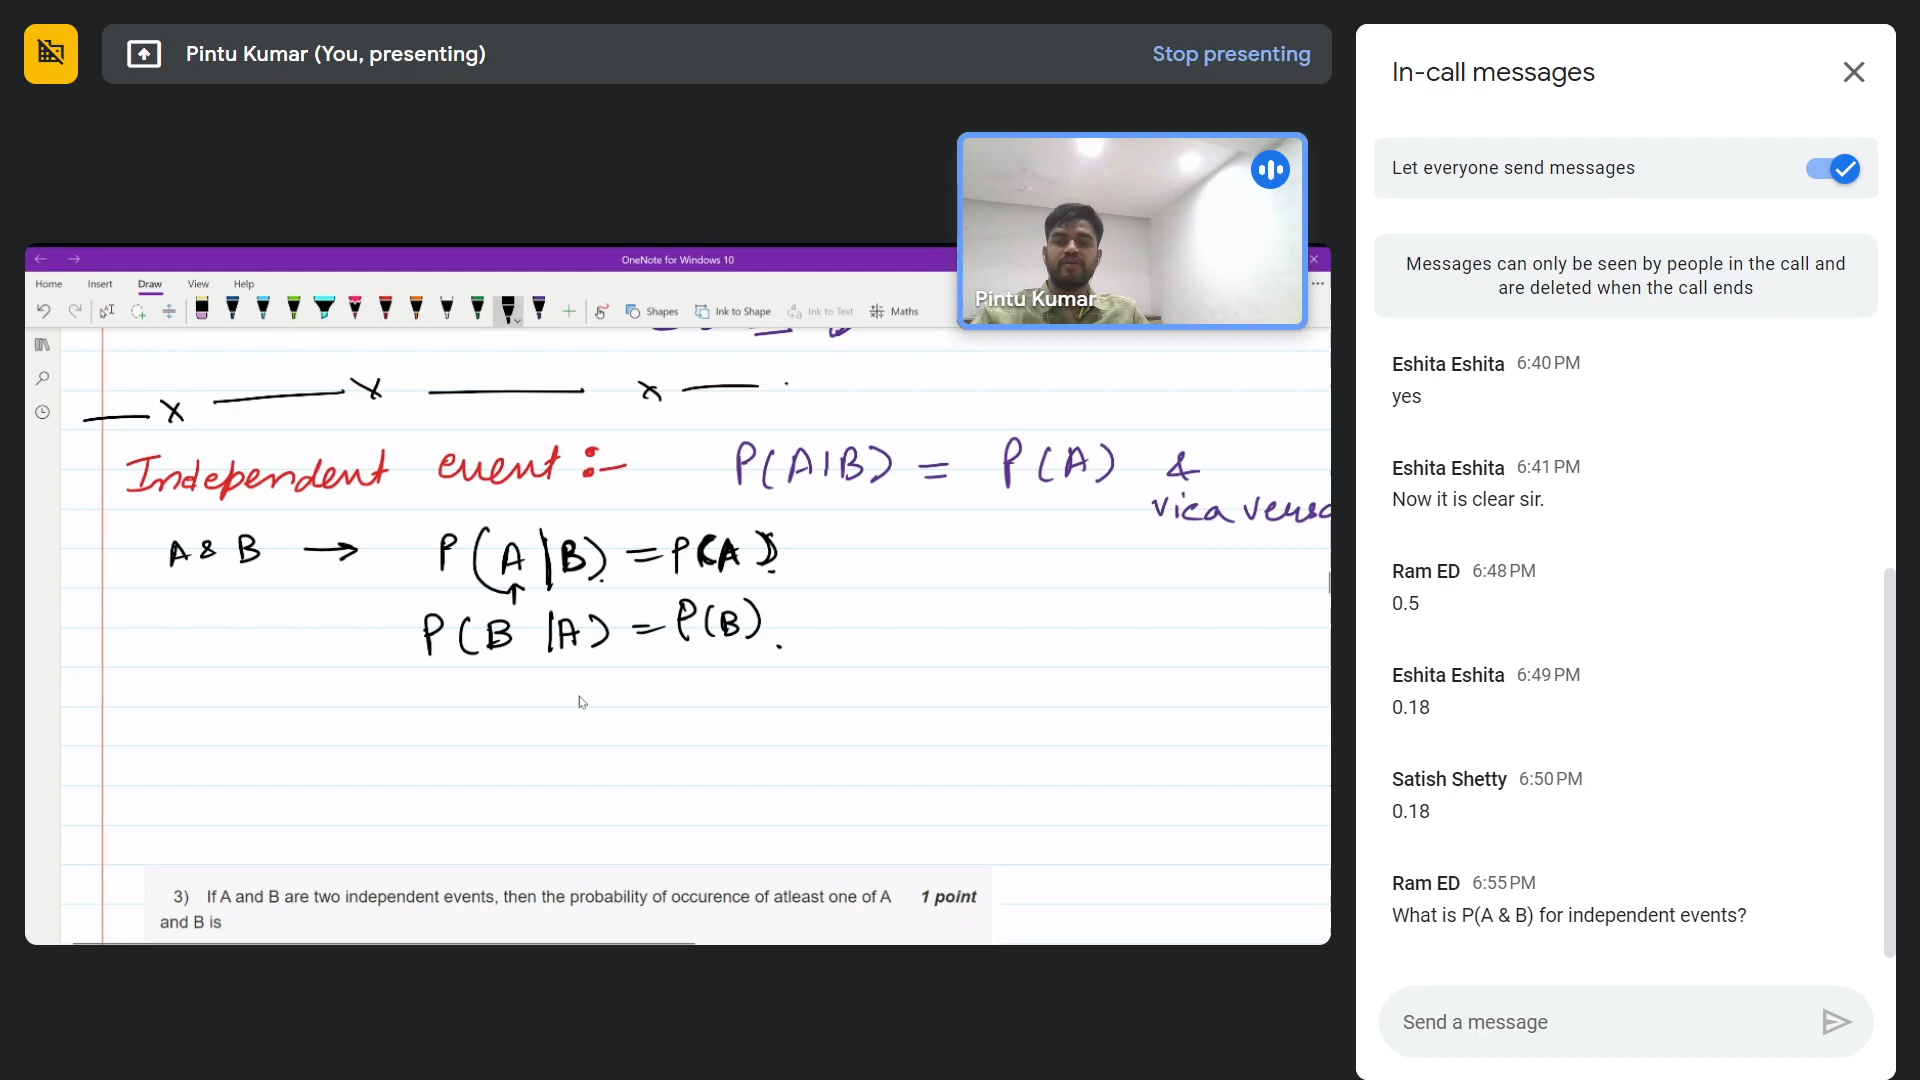 Pintu Kumar (You, presenting)
Stop presenting
In-call messages
Let everyone send messages
Messages can only be seen by people in the call and
are deleted when the call ends
Eshita Eshita 6:40 PM
yes
Eshita Eshita 6:41 PM
Now it is clear sir.
Ram ED 6:48 PM
0.5
Eshita Eshita 6:49 PM
0.18
Satish Shetty 6:50 PM
0.18
Ram ED 6:55 PM
What is P(A & B) for independent events?
Send a message
Pintu Kumar
OneNote for Windows 10
Home Insert Draw View Help
Shapes Ink to Shape Ink to Text Maths
x x x
Independent event :- P(A|B) = P(A) &
vica versa
A & B → P(A|B) = P(A)
P(B|A) = P(B).
3) If A and B are two independent events, then the probability of occurence of atleast one of A 1 point
and B is